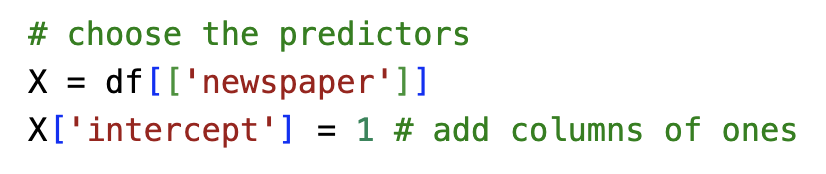 # choose the predictors
X = df[['newspaper']]
X['intercept'] = 1 # add columns of ones